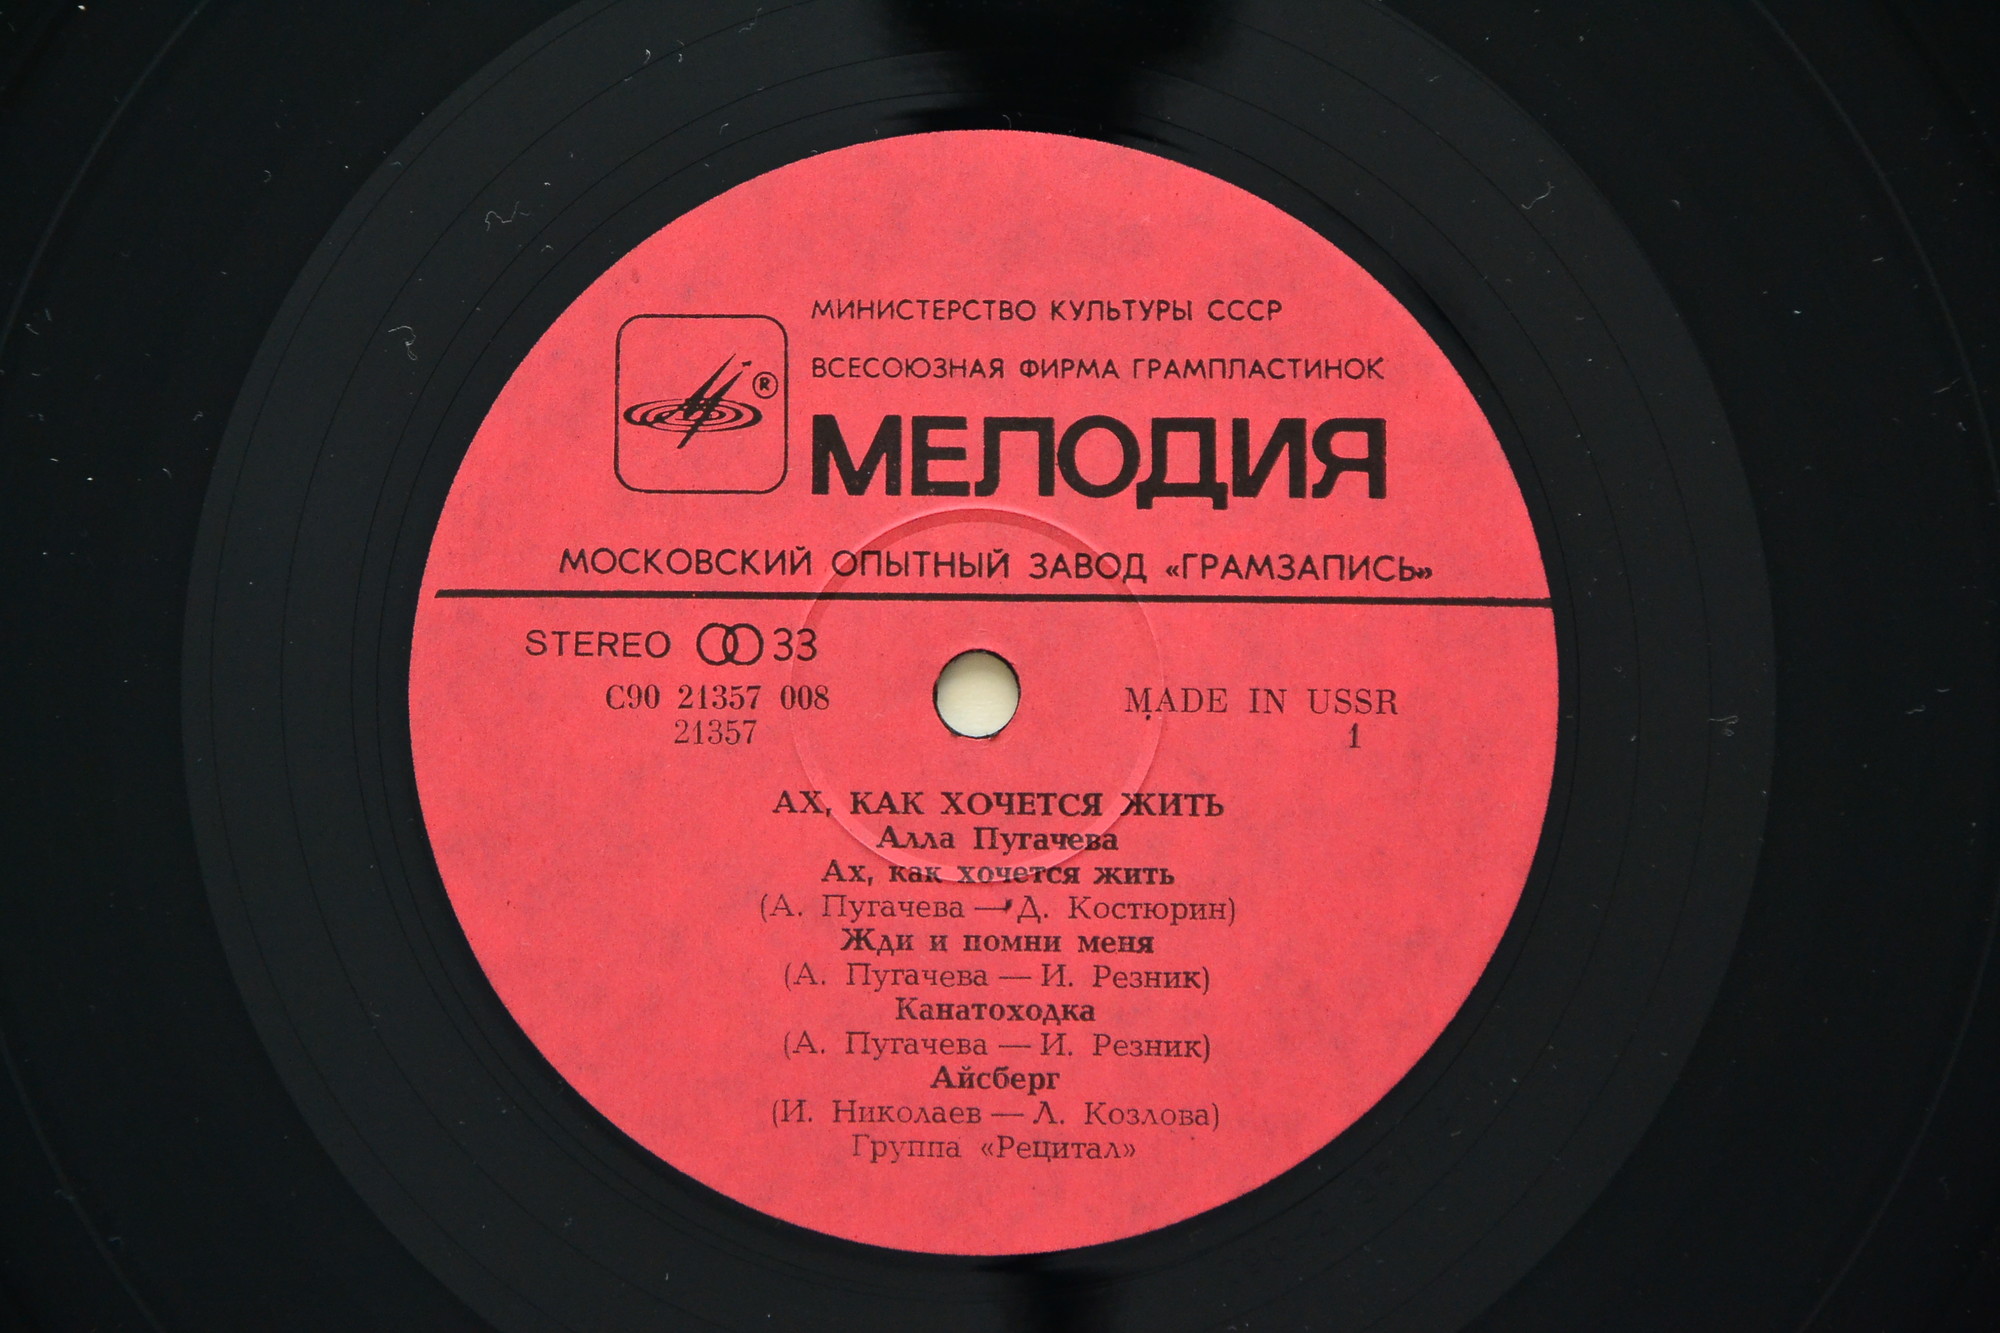 МИНИСТЕРСТВО КУЛЬТУРЫ СССР
ВСЕСОЮЗНАЯ ФИРМА ГРАМПЛАСТИНОК
®
МЕЛОДИЯ
МОСКОВСКИЙ ОПЫТНЫЙ ЗАВОД «ГРАМЗАПИСЬ»
STEREO 33
С90 21357 008
MADE IN USSR
21357
1
АХ, КАК ХОЧЕТСЯ ЖИТЬ
Алла Пугачева
Ах, как хочется жить
(А. Пугачева — Д. Костюрин)
Жди и помни меня
(А. Пугачева — И. Резник)
Канатоходка
(А. Пугачева — И. Резник)
Айсберг
(И. Николаев — Л. Козлова)
Группа «Рецитал»